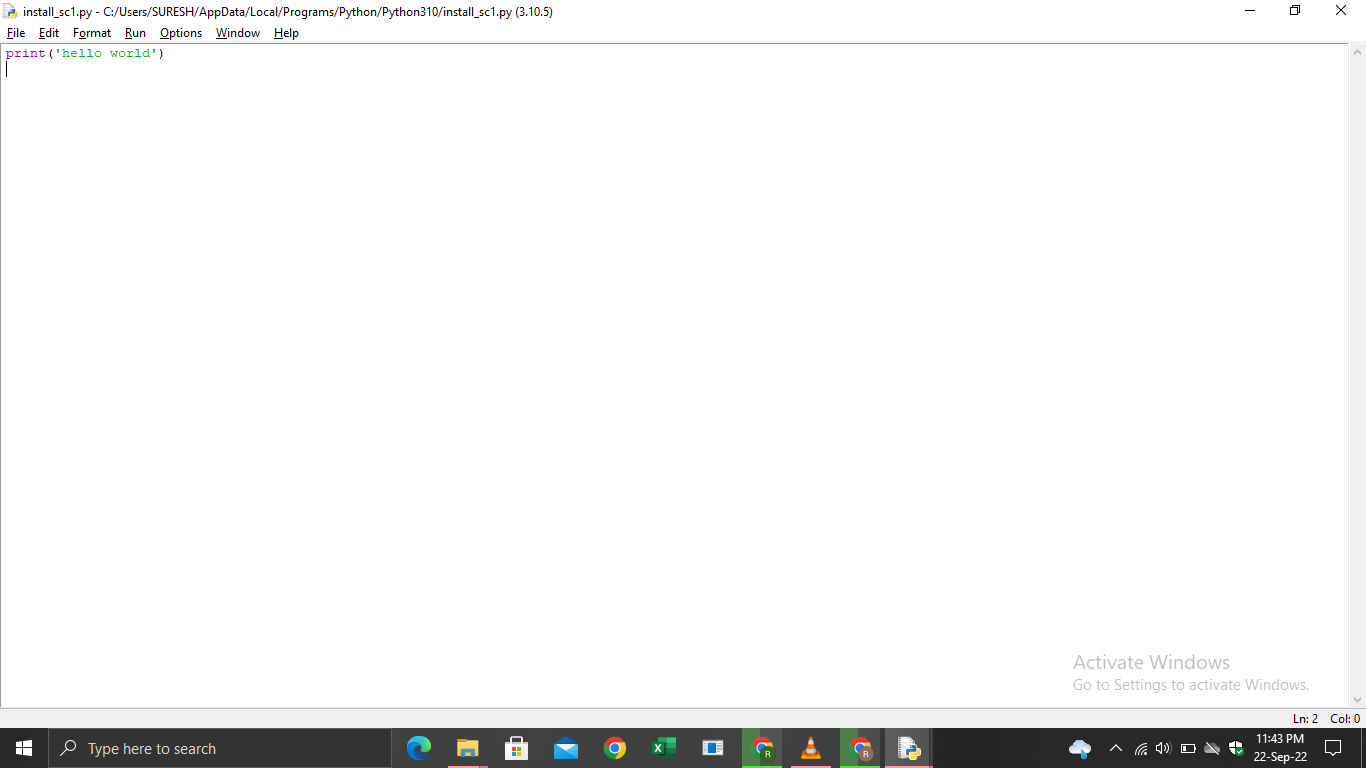 install_sc1.py - C:/Users/SURESH/AppData/Local/Programs/Python/Python310/install_sc1.py (3.10.5)
File Edit Format Run Options Window Help
print('hello world')
Activate Windows
Go to Settings to activate Windows.
Ln: 2 Col: 0
Type here to search
R
R
11:43 PM
22-Sep-22